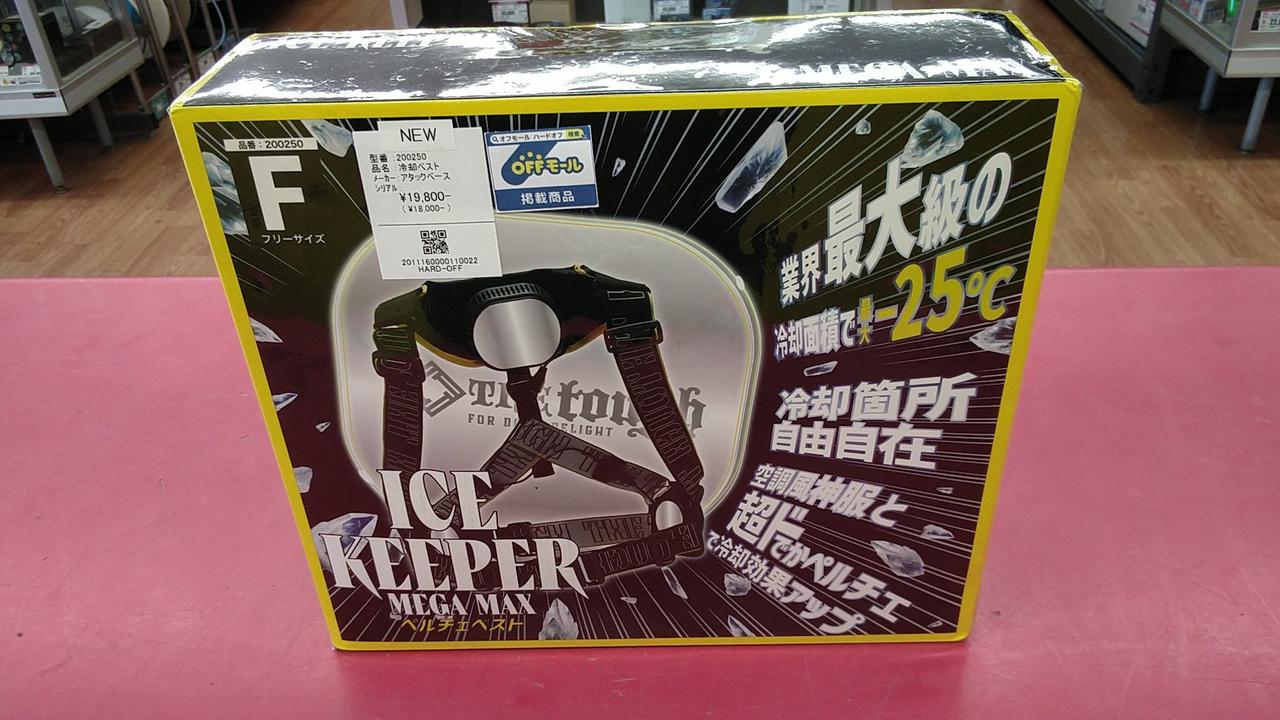 品番：200250
F
フリーサイズ
NEW
型番：200250
品名：冷却ベスト
メーカー：アタックベース
シリアル：
¥19,800-
(¥18,000-)
2011160000110022
HARD-OFF
オフモール ハードオフ 検索
OFFモール
掲載商品
業界最大級の
冷却面積で最大-25℃
冷却箇所
自由自在
空調風神服と
超ドでかペルチェ
で冷却効果アップ
THE tough
FOR DELIGHT
ICE
KEEPER
MEGA MAX
ペルチェベスト